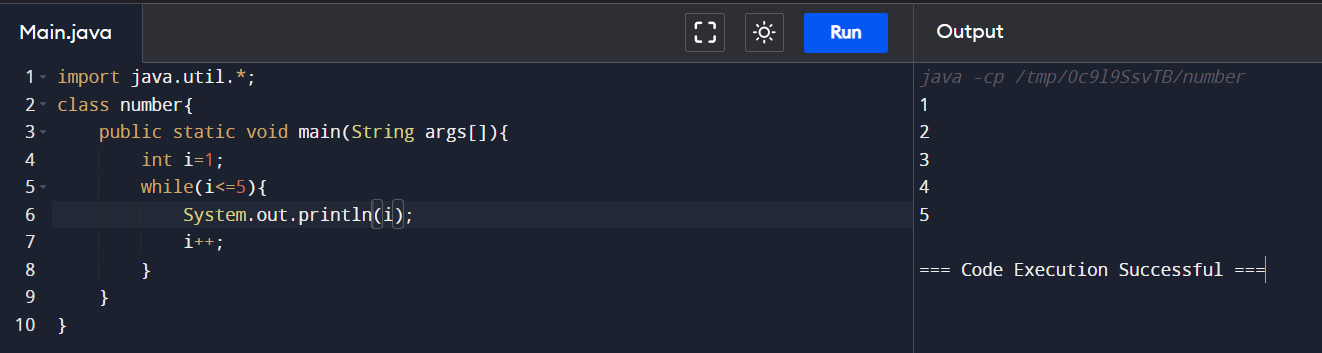 Main.java
Run
1 import java.util.*;
2 class number{
3     public static void main(String args[]){
4         int i=1;
5         while(i<=5){
6             System.out.println(i);
7             i++;
8         }
9     }
10 }
Output
java -cp /tmp/Oc9l9SsvTB/number
1
2
3
4
5
=== Code Execution Successful ===